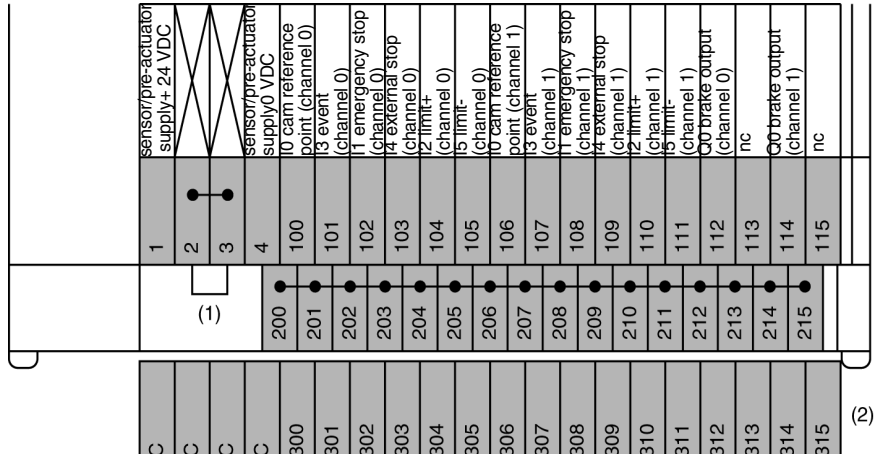 sensor/pre-actuator
supply+ 24 VDC
sensor/pre-actuator
supply0 VDC
I0 cam reference
point (channel 0)
I3 event
(channel 0)
I1 emergency stop
(channel 0)
I4 external stop
(channel 0)
I2 limit+
(channel 0)
I5 limit-
(channel 0)
I0 cam reference
point (channel 1)
I3 event
(channel 1)
I1 emergency stop
(channel 1)
I4 external stop
(channel 1)
I2 limit+
(channel 1)
I5 limit-
(channel 1)
Q0 brake output
(channel 0)
nc
Q0 brake output
(channel 1)
nc
1
2
3
4
100
101
102
103
104
105
106
107
108
109
110
111
112
113
114
115
(1)
200
201
202
203
204
205
206
207
208
209
210
211
212
213
214
215
C
C
C
C
300
301
302
303
304
305
306
307
308
309
310
311
312
313
314
315
(2)